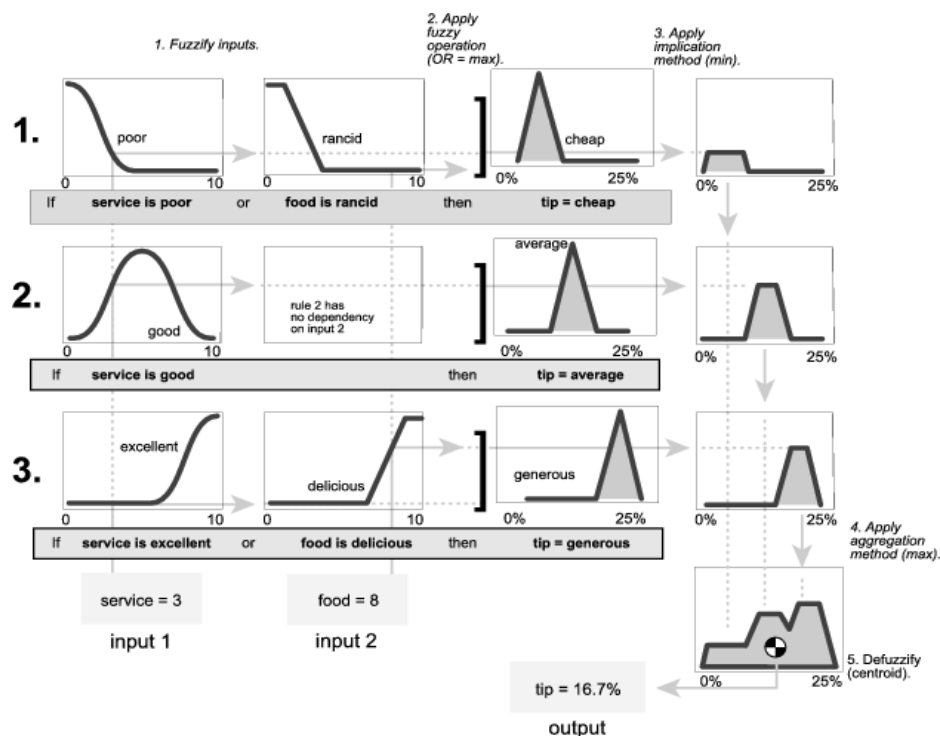 1. Fuzzify inputs.
2. Apply
fuzzy
operation
(OR = max).
3. Apply
implication
method (min).
1.
poor
rancid
cheap
0
10
0
10
0%
25%
0%
25%
If service is poor or food is rancid then tip = cheap
2.
good
rule 2 has
no dependency
on input 2
average
0
10
0%
25%
0%
25%
If service is good then tip = average
3.
excellent
delicious
generous
0
10
0
10
0%
25%
0%
25%
If service is excellent or food is delicious then tip = generous
4. Apply
aggregation
method (max).
service = 3
input 1
food = 8
input 2
0%
25%
5. Defuzzify
(centroid).
tip = 16.7%
output